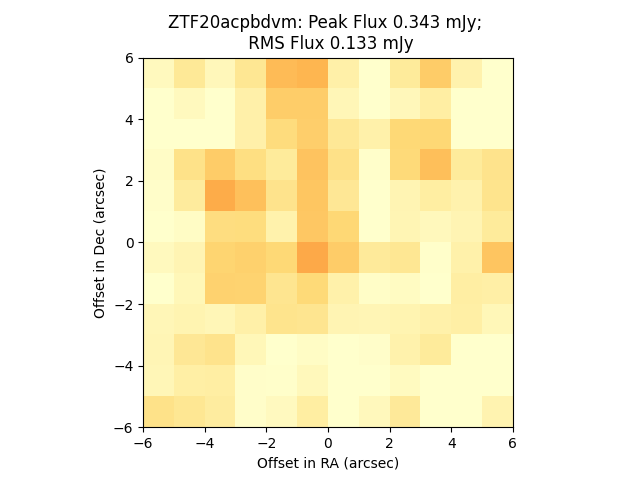 ZTF20acpbdvm: Peak Flux 0.343 mJy;
RMS Flux 0.133 mJy
6
4
2
0
−2
−4
−6
Offset in Dec (arcsec)
−6 −4 −2 0 2 4 6
Offset in RA (arcsec)